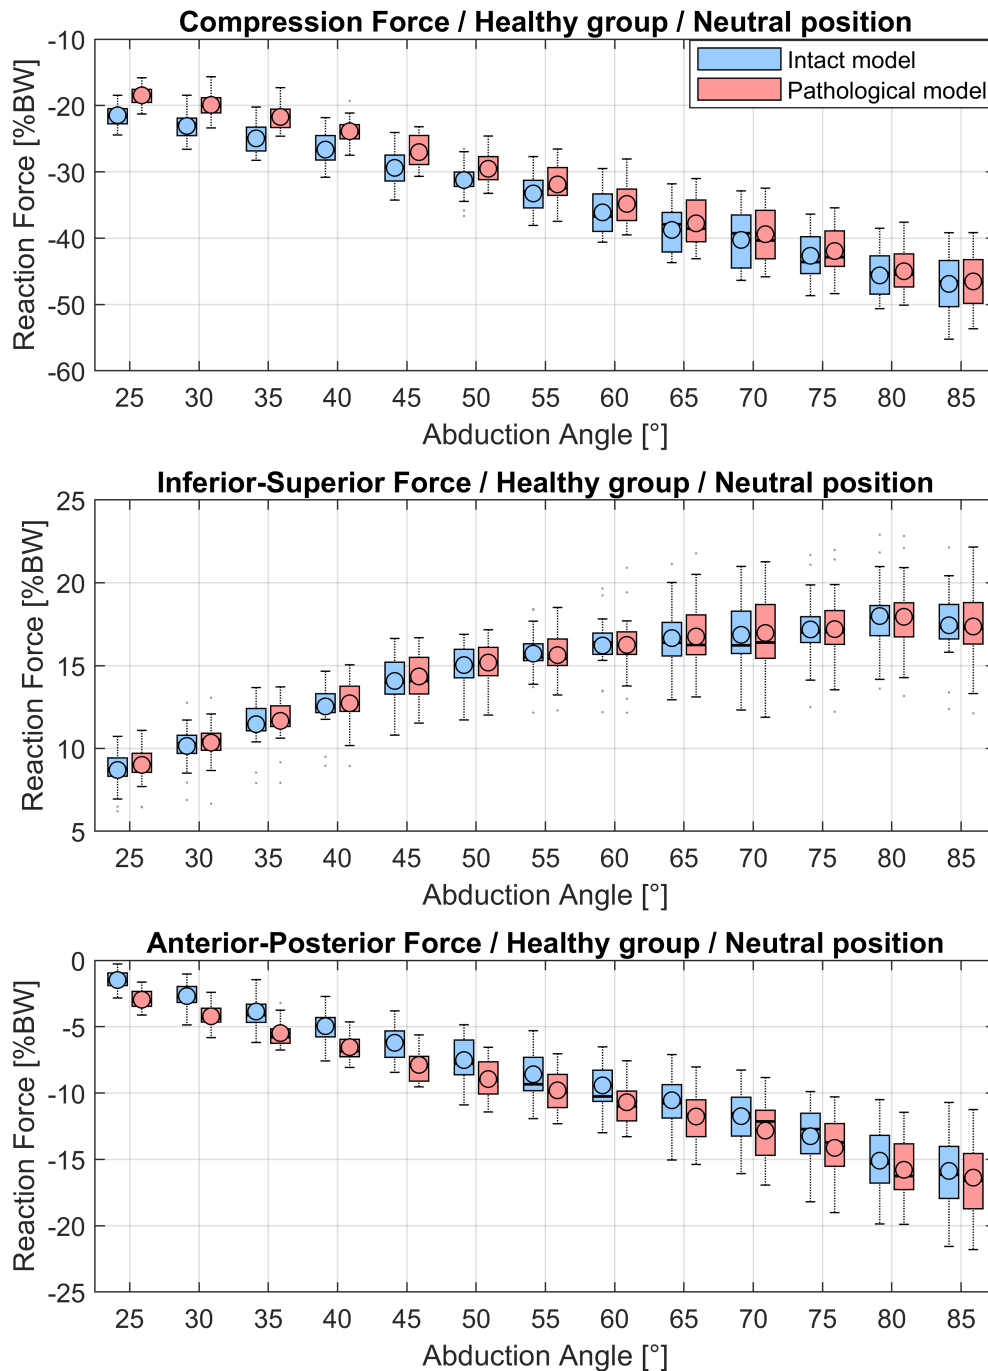 Compression Force / Healthy group / Neutral position
Reaction Force [%BW]
-10
-20
-30
-40
-50
-60
Intact model
Pathological model
25 30 35 40 45 50 55 60 65 70 75 80 85
Abduction Angle [°]
Inferior-Superior Force / Healthy group / Neutral position
Reaction Force [%BW]
25
20
15
10
5
25 30 35 40 45 50 55 60 65 70 75 80 85
Abduction Angle [°]
Anterior-Posterior Force / Healthy group / Neutral position
Reaction Force [%BW]
0
-5
-10
-15
-20
-25
25 30 35 40 45 50 55 60 65 70 75 80 85
Abduction Angle [°]